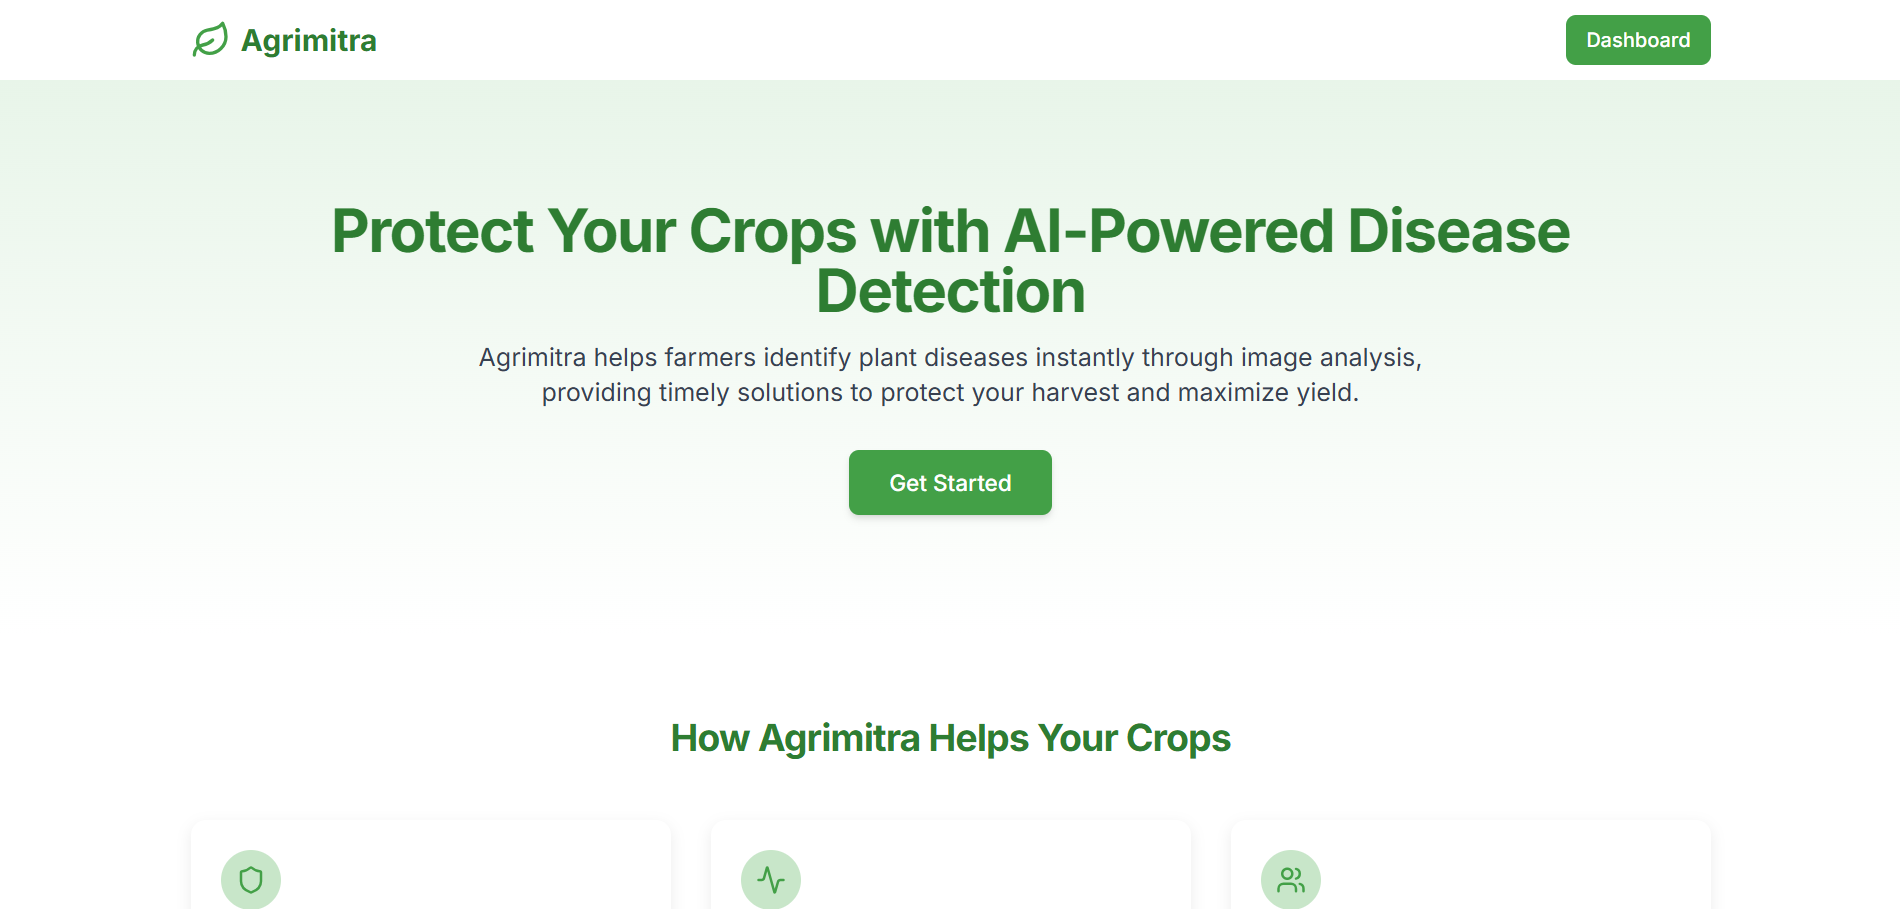 Agrimitra
Dashboard
Protect Your Crops with AI-Powered Disease
Detection
Agrimitra helps farmers identify plant diseases instantly through image analysis,
providing timely solutions to protect your harvest and maximize yield.
Get Started
How Agrimitra Helps Your Crops